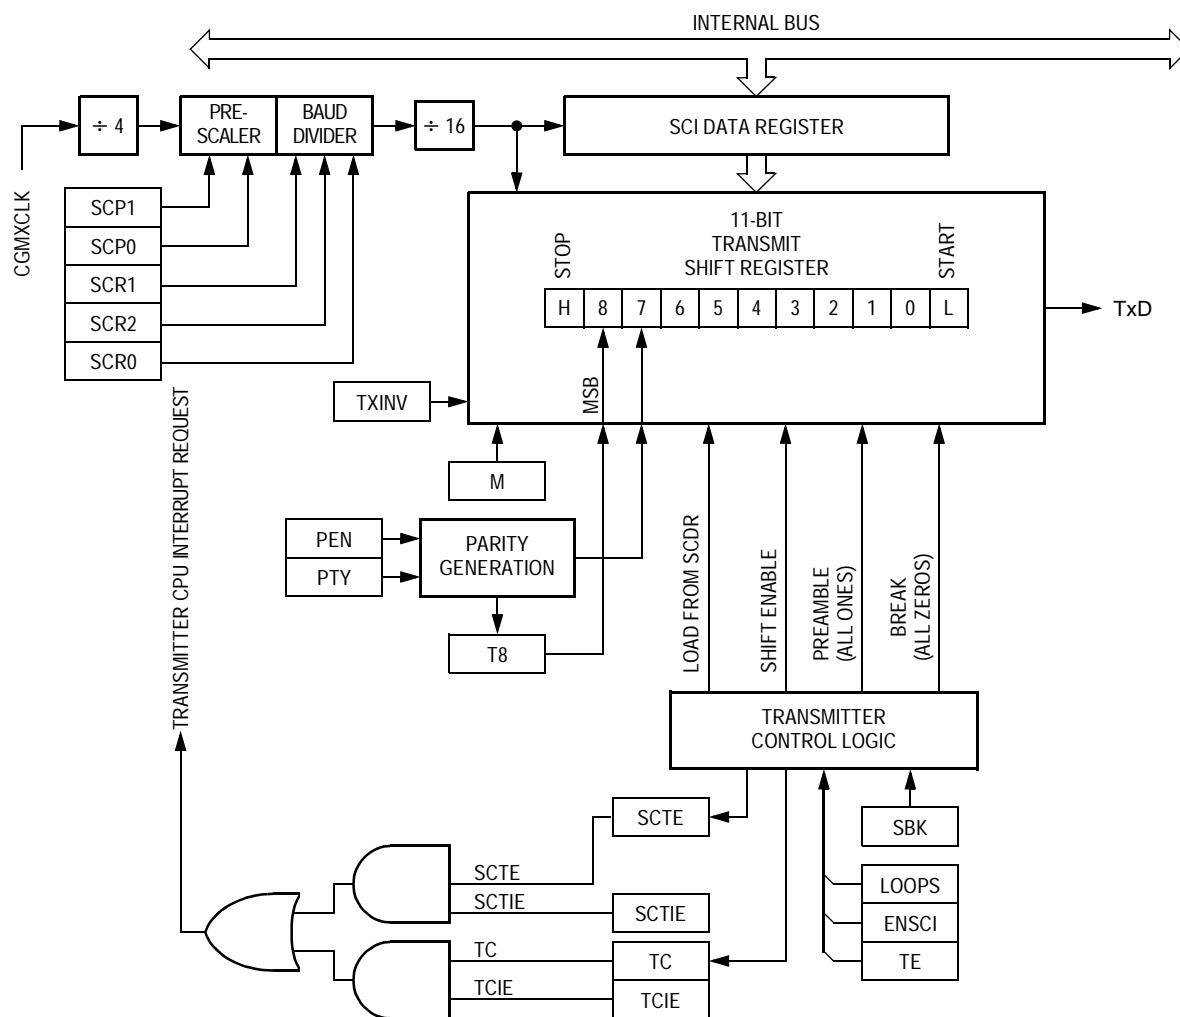 INTERNAL BUS
÷ 4
PRE-
SCALER
BAUD
DIVIDER
÷ 16
SCI DATA REGISTER
CGMXCLK
SCP1
SCP0
SCR1
SCR2
SCR0
11-BIT
TRANSMIT
SHIFT REGISTER
STOP
START
H 8 7 6 5 4 3 2 1 0 L
TxD
TXINV
MSB
M
TRANSMITTER CPU INTERRUPT REQUEST
PEN
PTY
PARITY
GENERATION
T8
LOAD FROM SCDR
SHIFT ENABLE
PREAMBLE
(ALL ONES)
BREAK
(ALL ZEROS)
TRANSMITTER
CONTROL LOGIC
SCTE
SBK
SCTE
SCTIE
SCTIE
LOOPS
ENSCI
TE
TC
TC
TCIE
TCIE